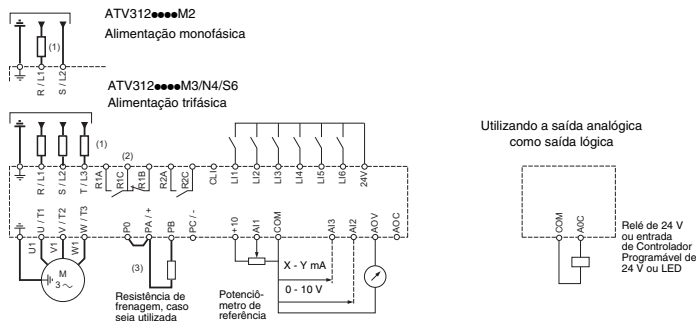 ATV312●●●●M2
Alimentação monofásica
(1)
R / L1
S / L2
ATV312●●●●M3/N4/S6
Alimentação trifásica
(1)
(2)
R / L1
S / L2
T / L3
R1A
R1C
R1B
R2A
R2C
CLI
LI1
LI2
LI3
LI4
LI5
LI6
24V
U / T1
V / T2
W / T3
P0
PA / +
PB
PC / -
+10
AI1
COM
AI3
AI2
AOV
AOC
U1
V1
W1
M
3 ~
(3)
X - Y mA
0 - 10 V
Resistência de
frenagem, caso
seja utilizada
Potenciô-
metro de
referência
Utilizando a saída analógica
como saída lógica
COM
A0C
Relé de 24 V
ou entrada
de Controlador
Programável de
24 V ou LED